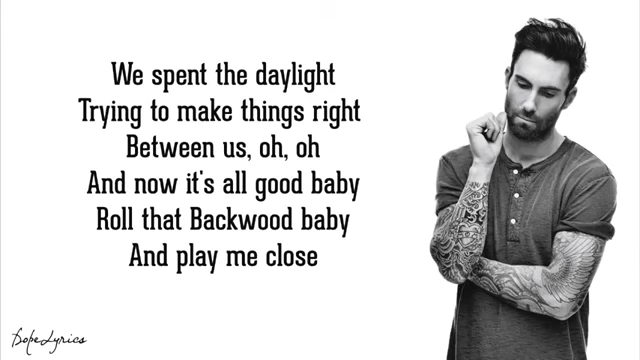 We spent the daylight
Trying to make things right
Between us, oh, oh
And now it's all good baby
Roll that Backwood baby
And play me close
DopeLyrics